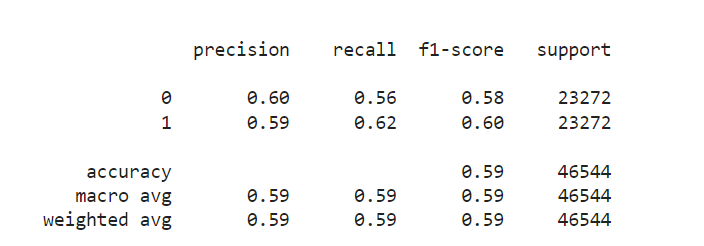 precision recall f1-score support
0 0.60 0.56 0.58 23272
1 0.59 0.62 0.60 23272
accuracy 0.59 46544
macro avg 0.59 0.59 0.59 46544
weighted avg 0.59 0.59 0.59 46544